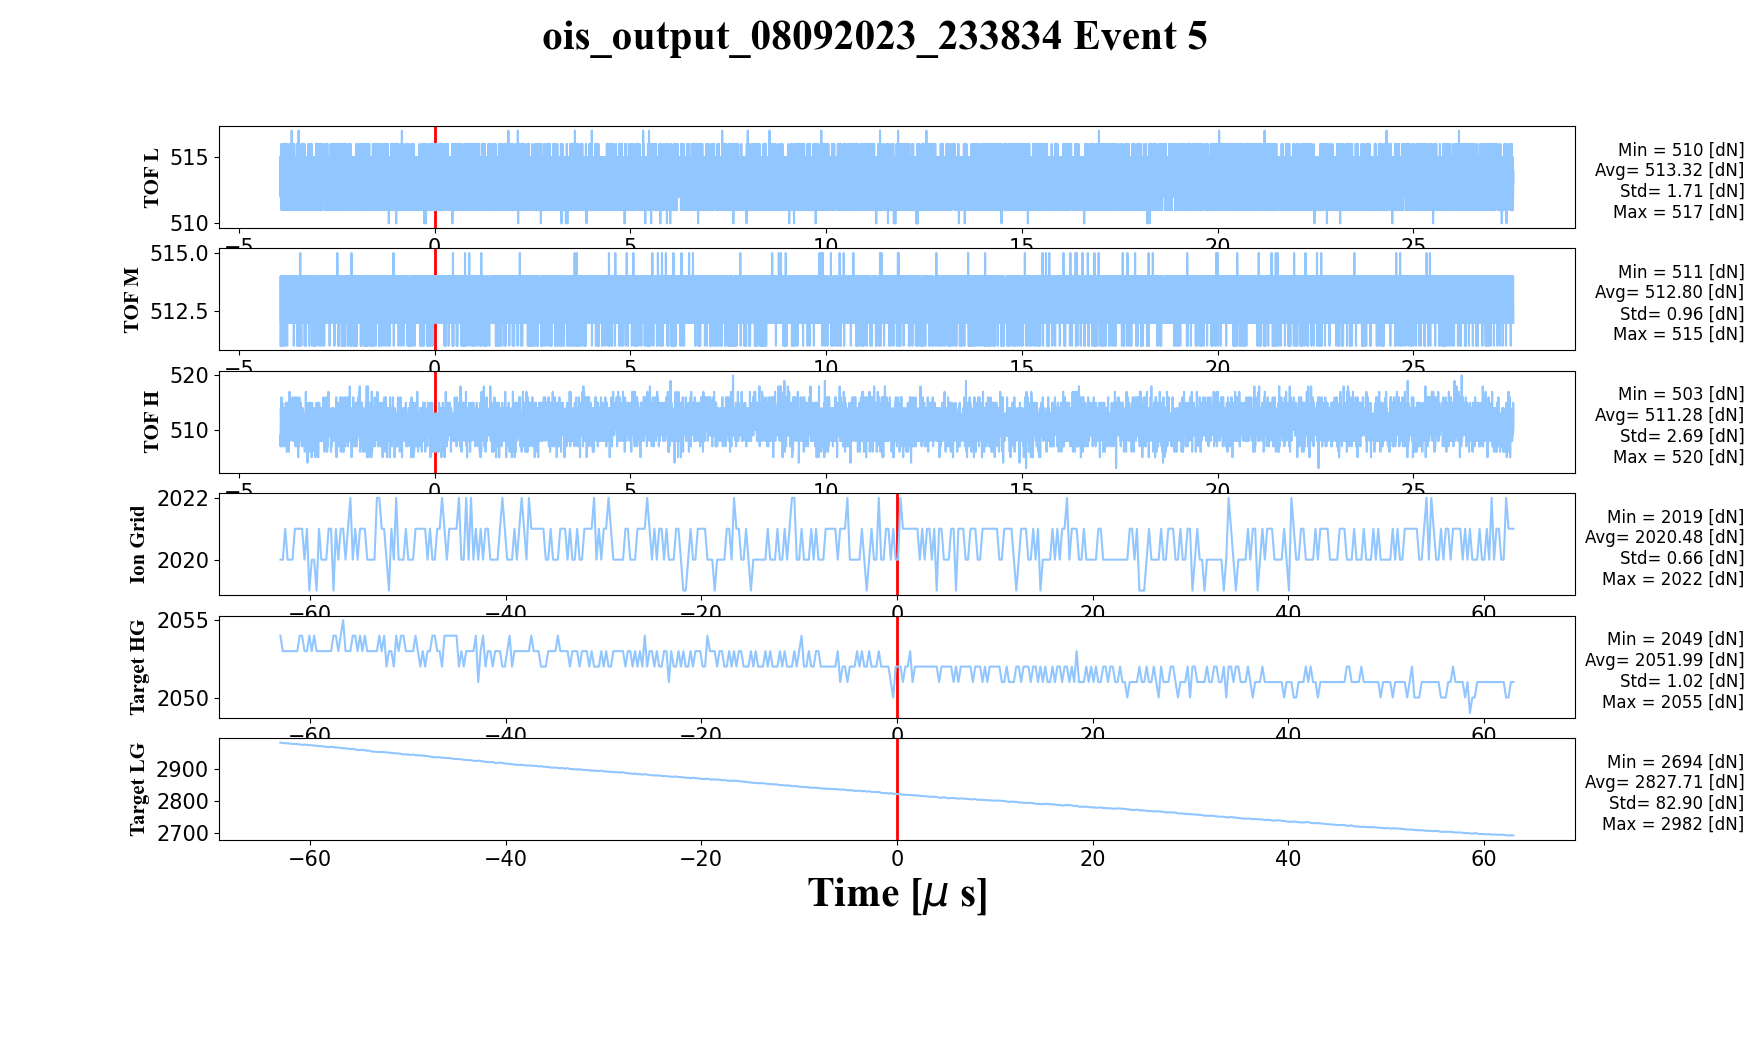 ois_output_08092023_233834 Event 5
TOF L
515
510
Min = 510 [dN]
Avg= 513.32 [dN]
Std= 1.71 [dN]
Max = 517 [dN]
−5 0 5 10 15 20 25
TOF M
515.0
512.5
Min = 511 [dN]
Avg= 512.80 [dN]
Std= 0.96 [dN]
Max = 515 [dN]
−5 0 5 10 15 20 25
TOF H
520
510
Min = 503 [dN]
Avg= 511.28 [dN]
Std= 2.69 [dN]
Max = 520 [dN]
−5 0 5 10 15 20 25
Ion Grid
2022
2020
Min = 2019 [dN]
Avg= 2020.48 [dN]
Std= 0.66 [dN]
Max = 2022 [dN]
−60 −40 −20 0 20 40 60
Target HG
2055
2050
Min = 2049 [dN]
Avg= 2051.99 [dN]
Std= 1.02 [dN]
Max = 2055 [dN]
−60 −40 −20 0 20 40 60
Target LG
2900
2800
2700
Min = 2694 [dN]
Avg= 2827.71 [dN]
Std= 82.90 [dN]
Max = 2982 [dN]
−60 −40 −20 0 20 40 60
Time [μ s]